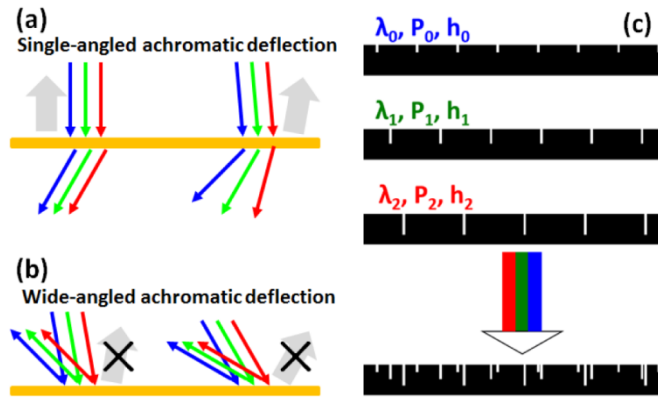 (a)
Single-angled achromatic deflection
(b)
Wide-angled achromatic deflection
(c)
λ₀, P₀, h₀
λ₁, P₁, h₁
λ₂, P₂, h₂